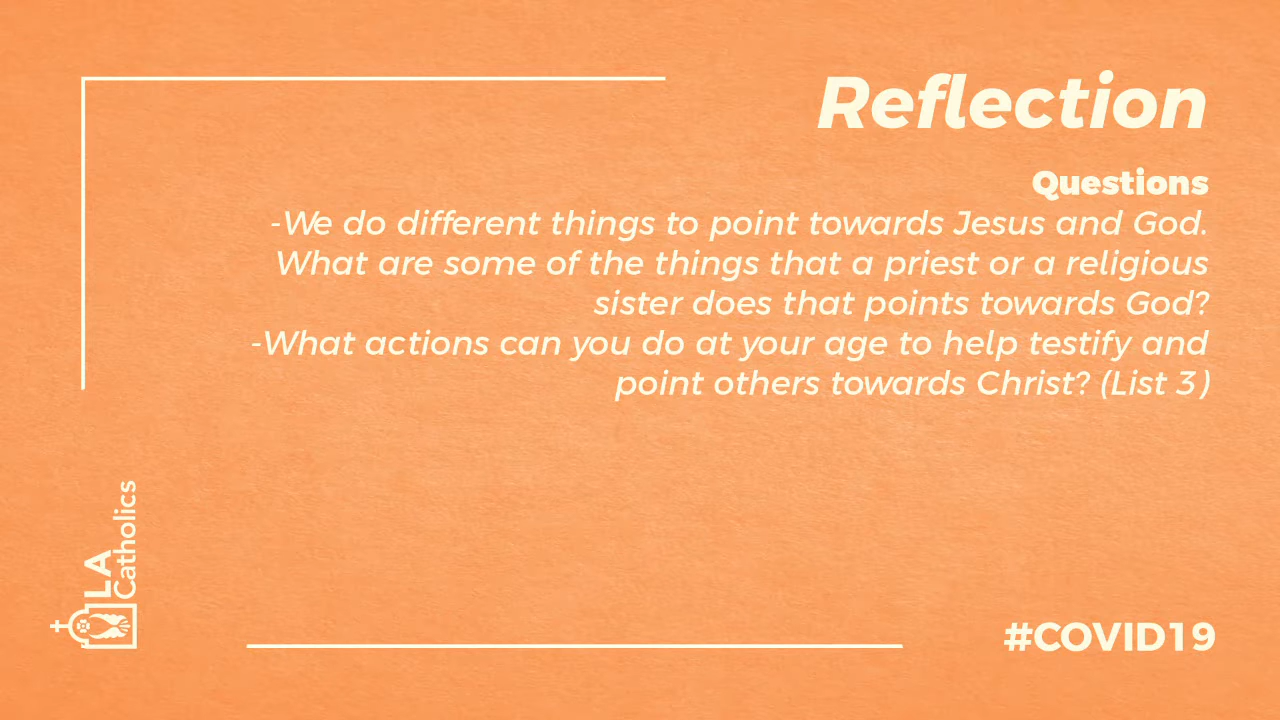 Reflection
Questions
-We do different things to point towards Jesus and God.
What are some of the things that a priest or a religious
sister does that points towards God?
-What actions can you do at your age to help testify and
point others towards Christ? (List 3)
LA
Catholics
#COVID19